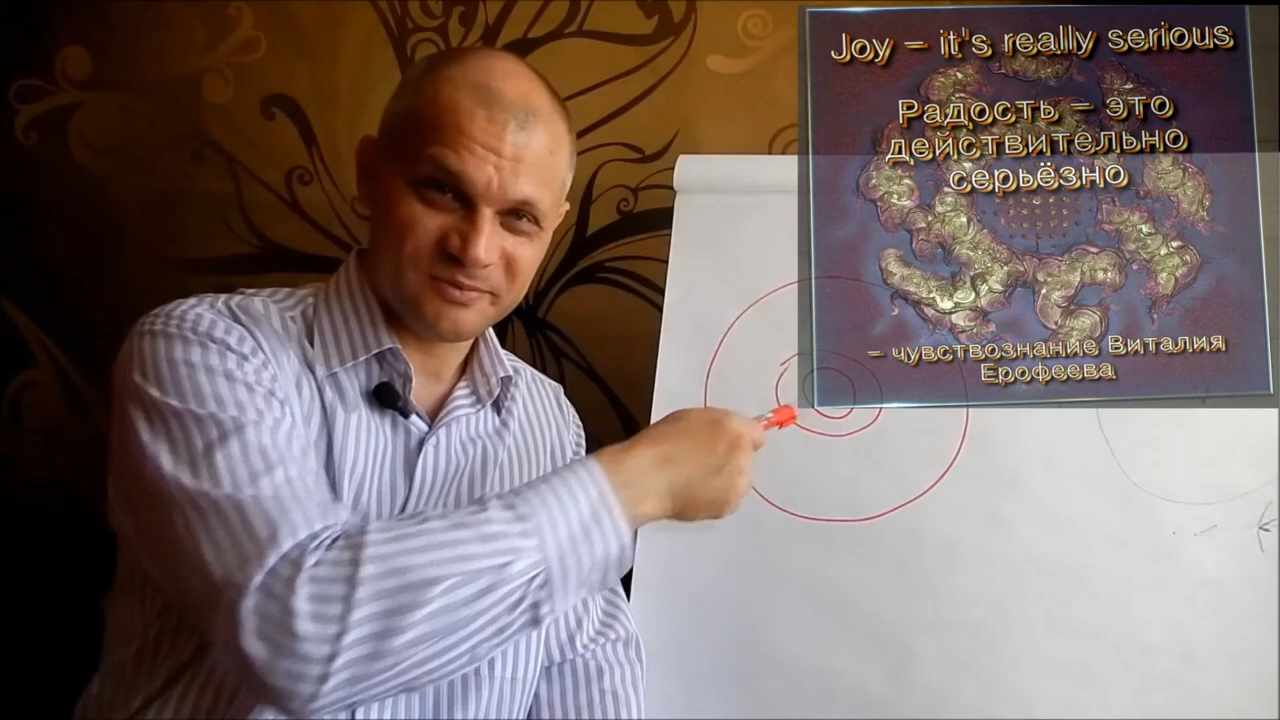 Joy – it's really serious
Радость – это
действительно
серьёзно
– чувствознание Виталия
Ерофеева